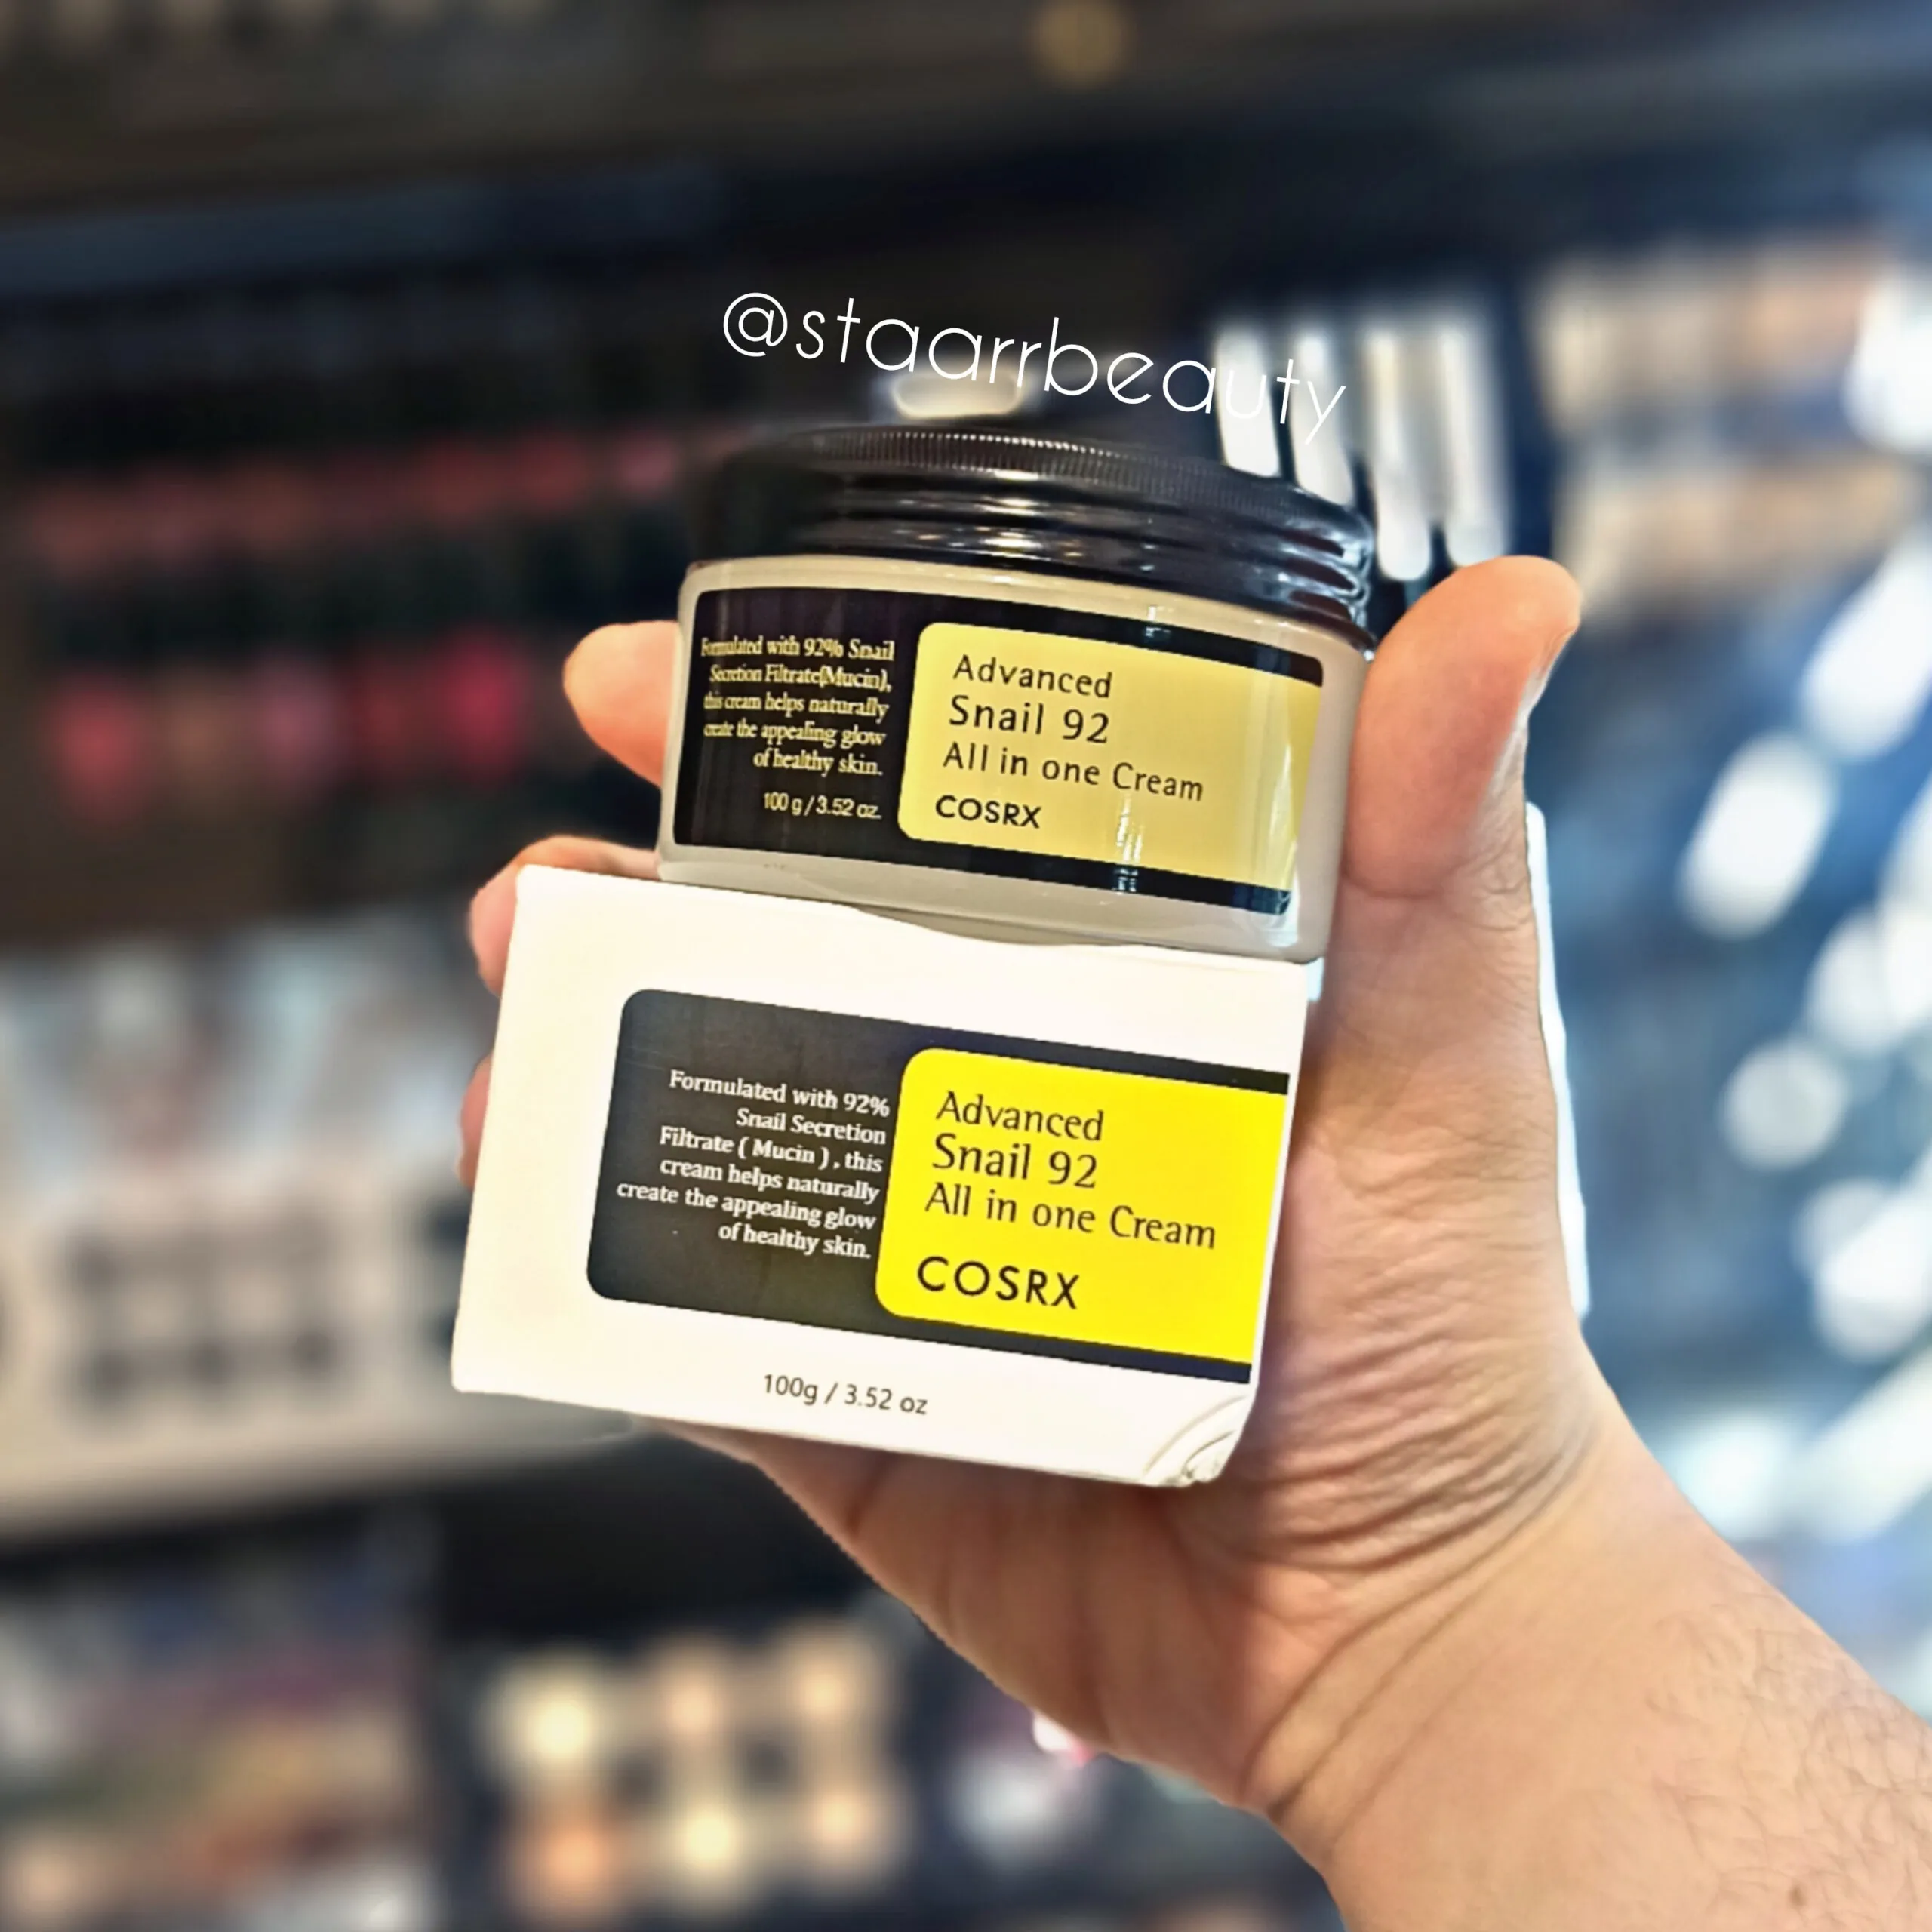 @staarrbeauty
Formulated with 92% Snail
Secretion Filtrate(Mucin),
this cream helps naturally
create the appealing glow
of healthy skin.
100 g / 3.52 oz.
Advanced
Snail 92
All in one Cream
COSRX
Formulated with 92%
Snail Secretion
Filtrate ( Mucin ) , this
cream helps naturally
create the appealing glow
of healthy skin.
Advanced
Snail 92
All in one Cream
COSRX
100g / 3.52 oz